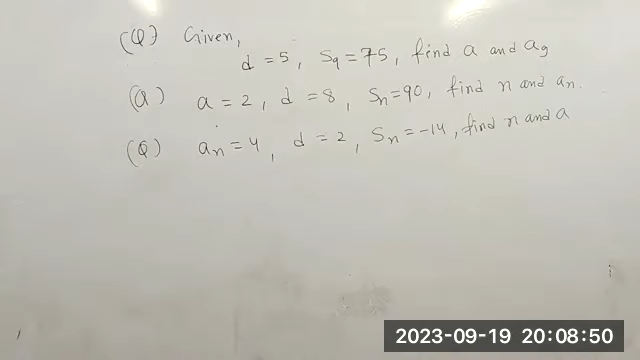 (Q) Given,
d = 5, S9 = 75, find a and a9
(Q) a = 2, d = 8, Sn = 90, find n and an.
(Q) an = 4, d = 2, Sn = -14, find n and a
2023-09-19 20:08:50